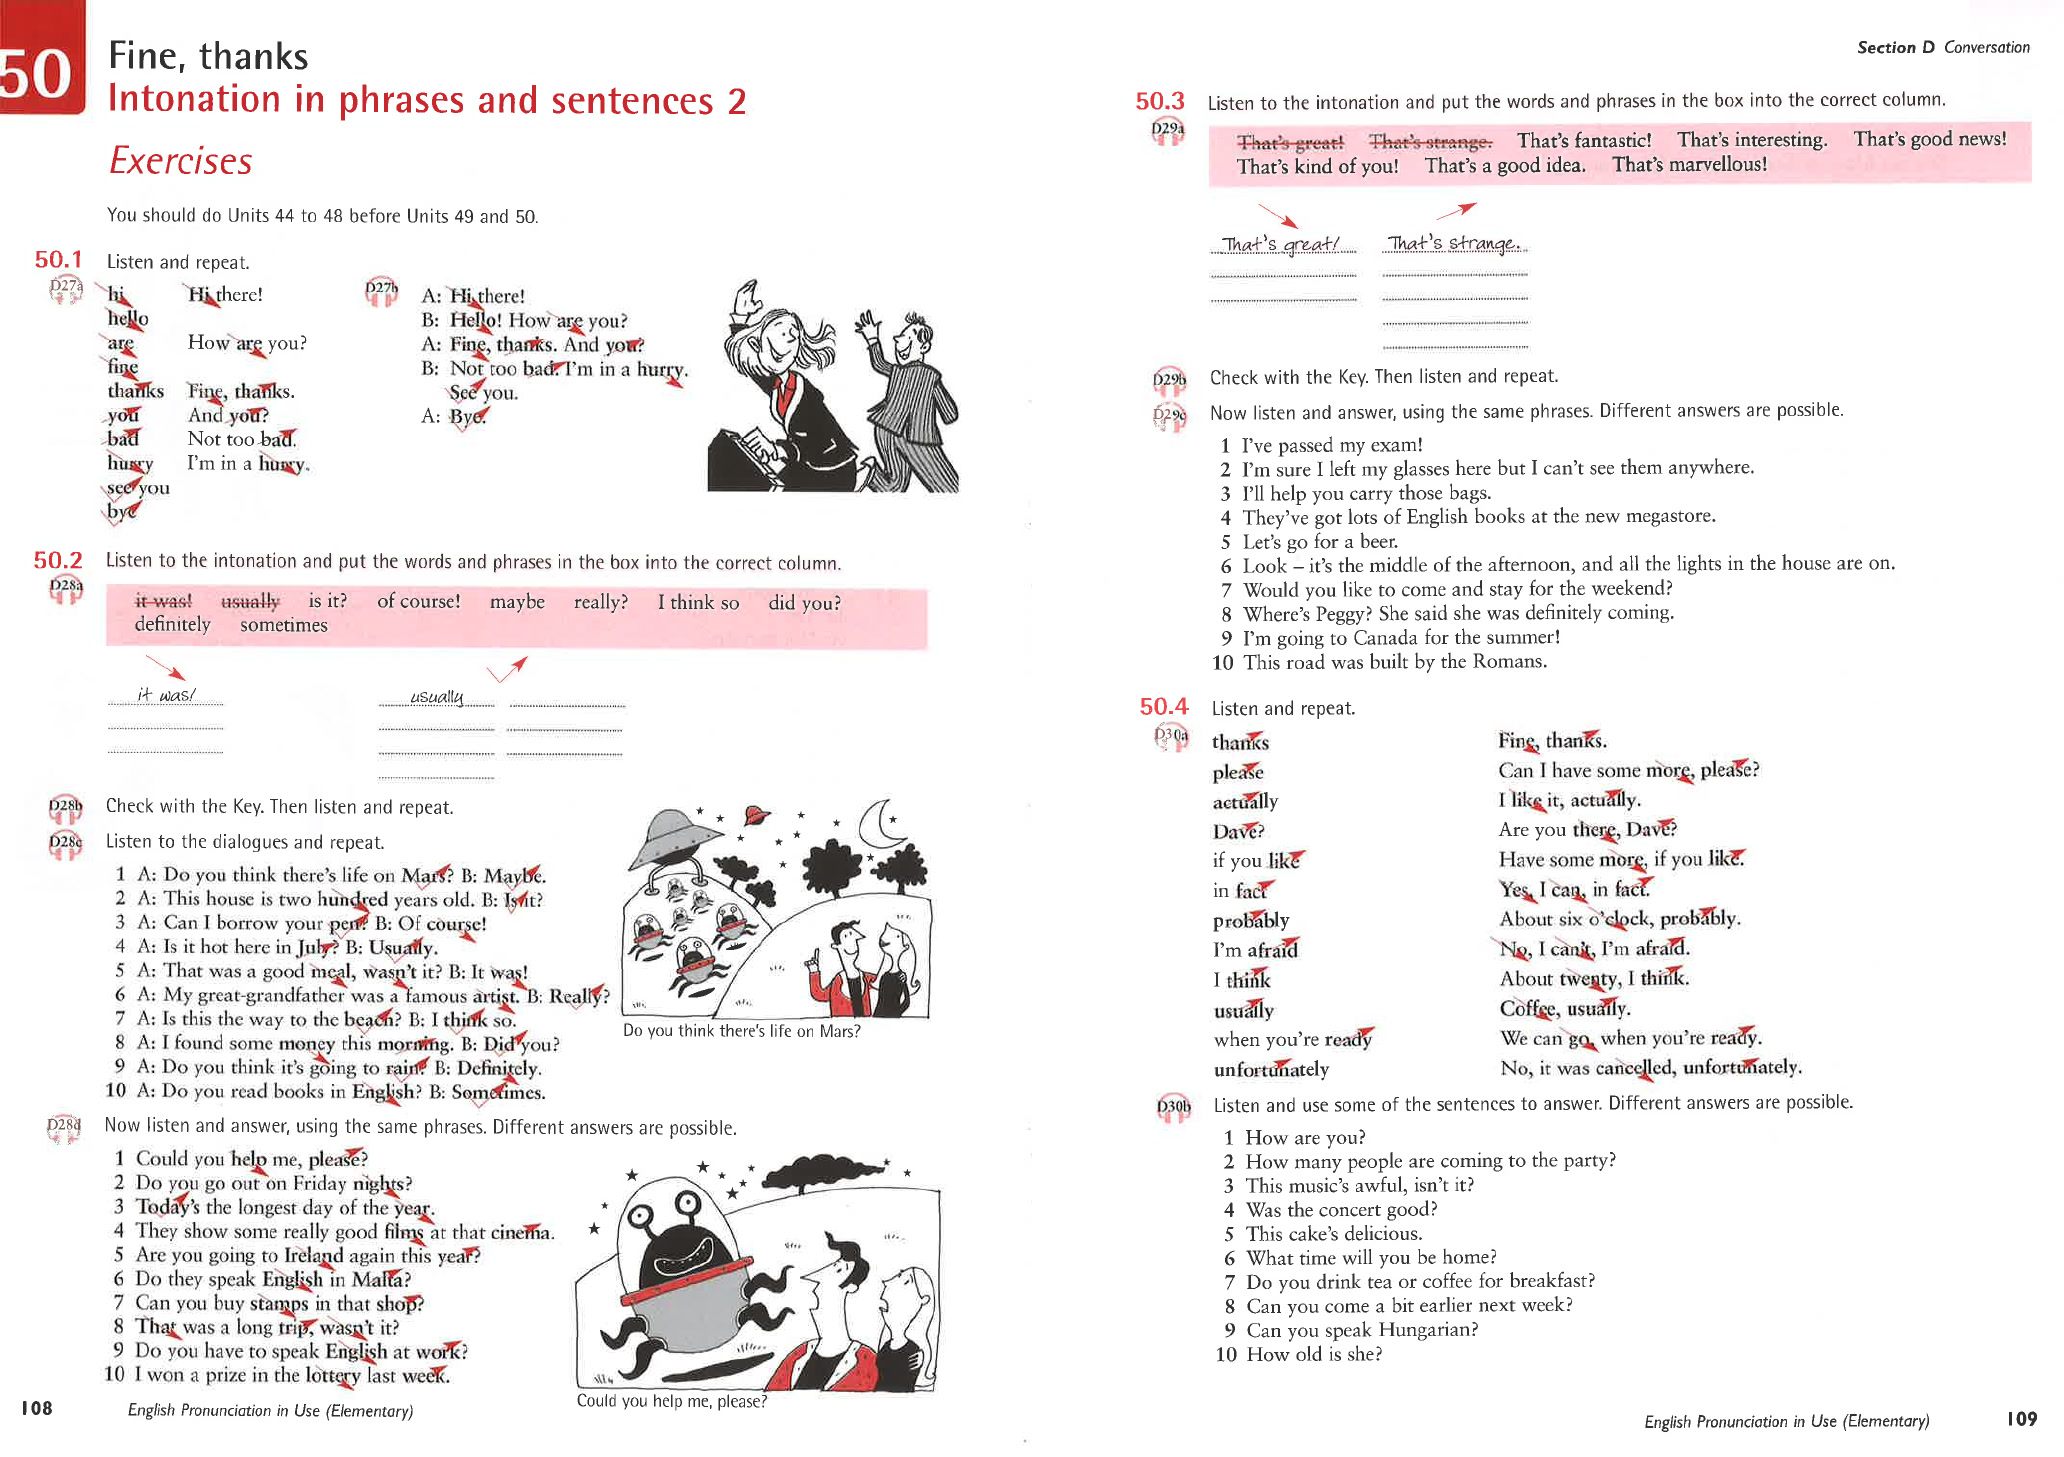 50
Fine, thanks
Intonation in phrases and sentences 2
Exercises
You should do Units 44 to 48 before Units 49 and 50.
50.1 Listen and repeat.
D27a
hi Hi there!
hello
are How are you?
fine
thanks Fine, thanks.
you And you?
bad Not too bad.
hurry I'm in a hurry.
see you
bye
D27b
A: Hi there!
B: Hello! How are you?
A: Fine, thanks. And you?
B: Not too bad. I'm in a hurry.
See you.
A: Bye.
50.2 Listen to the intonation and put the words and phrases in the box into the correct column.
D28a
it was! usually is it? of course! maybe really? I think so did you?
definitely sometimes
it was! usually
D28b Check with the Key. Then listen and repeat.
D28c Listen to the dialogues and repeat.
1 A: Do you think there's life on Mars? B: Maybe.
2 A: This house is two hundred years old. B: Is it?
3 A: Can I borrow your pen? B: Of course!
4 A: Is it hot here in July? B: Usually.
5 A: That was a good meal, wasn't it? B: It was!
6 A: My great-grandfather was a famous artist. B: Really?
7 A: Is this the way to the beach? B: I think so.
8 A: I found some money this morning. B: Did you?
9 A: Do you think it's going to rain? B: Definitely.
10 A: Do you read books in English? B: Sometimes.
Do you think there's life on Mars?
D28d Now listen and answer, using the same phrases. Different answers are possible.
1 Could you help me, please?
2 Do you go out on Friday nights?
3 Today's the longest day of the year.
4 They show some really good films at that cinema.
5 Are you going to Ireland again this year?
6 Do they speak English in Malta?
7 Can you buy stamps in that shop?
8 That was a long trip, wasn't it?
9 Do you have to speak English at work?
10 I won a prize in the lottery last week.
Could you help me, please?
108 English Pronunciation in Use (Elementary)
Section D Conversation
50.3 Listen to the intonation and put the words and phrases in the box into the correct column.
D29a
That's great! That's strange. That's fantastic! That's interesting. That's good news!
That's kind of you! That's a good idea. That's marvellous!
That's great! That's strange.
D29b Check with the Key. Then listen and repeat.
D29c Now listen and answer, using the same phrases. Different answers are possible.
1 I've passed my exam!
2 I'm sure I left my glasses here but I can't see them anywhere.
3 I'll help you carry those bags.
4 They've got lots of English books at the new megastore.
5 Let's go for a beer.
6 Look – it's the middle of the afternoon, and all the lights in the house are on.
7 Would you like to come and stay for the weekend?
8 Where's Peggy? She said she was definitely coming.
9 I'm going to Canada for the summer!
10 This road was built by the Romans.
50.4 Listen and repeat.
D30a
thanks Fine, thanks.
please Can I have some more, please?
actually I like it, actually.
Dave? Are you there, Dave?
if you like Have some more, if you like.
in fact Yes, I can, in fact.
probably About six o'clock, probably.
I'm afraid No, I can't, I'm afraid.
I think About twenty, I think.
usually Coffee, usually.
when you're ready We can go, when you're ready.
unfortunately No, it was cancelled, unfortunately.
D30b Listen and use some of the sentences to answer. Different answers are possible.
1 How are you?
2 How many people are coming to the party?
3 This music's awful, isn't it?
4 Was the concert good?
5 This cake's delicious.
6 What time will you be home?
7 Do you drink tea or coffee for breakfast?
8 Can you come a bit earlier next week?
9 Can you speak Hungarian?
10 How old is she?
English Pronunciation in Use (Elementary) 109